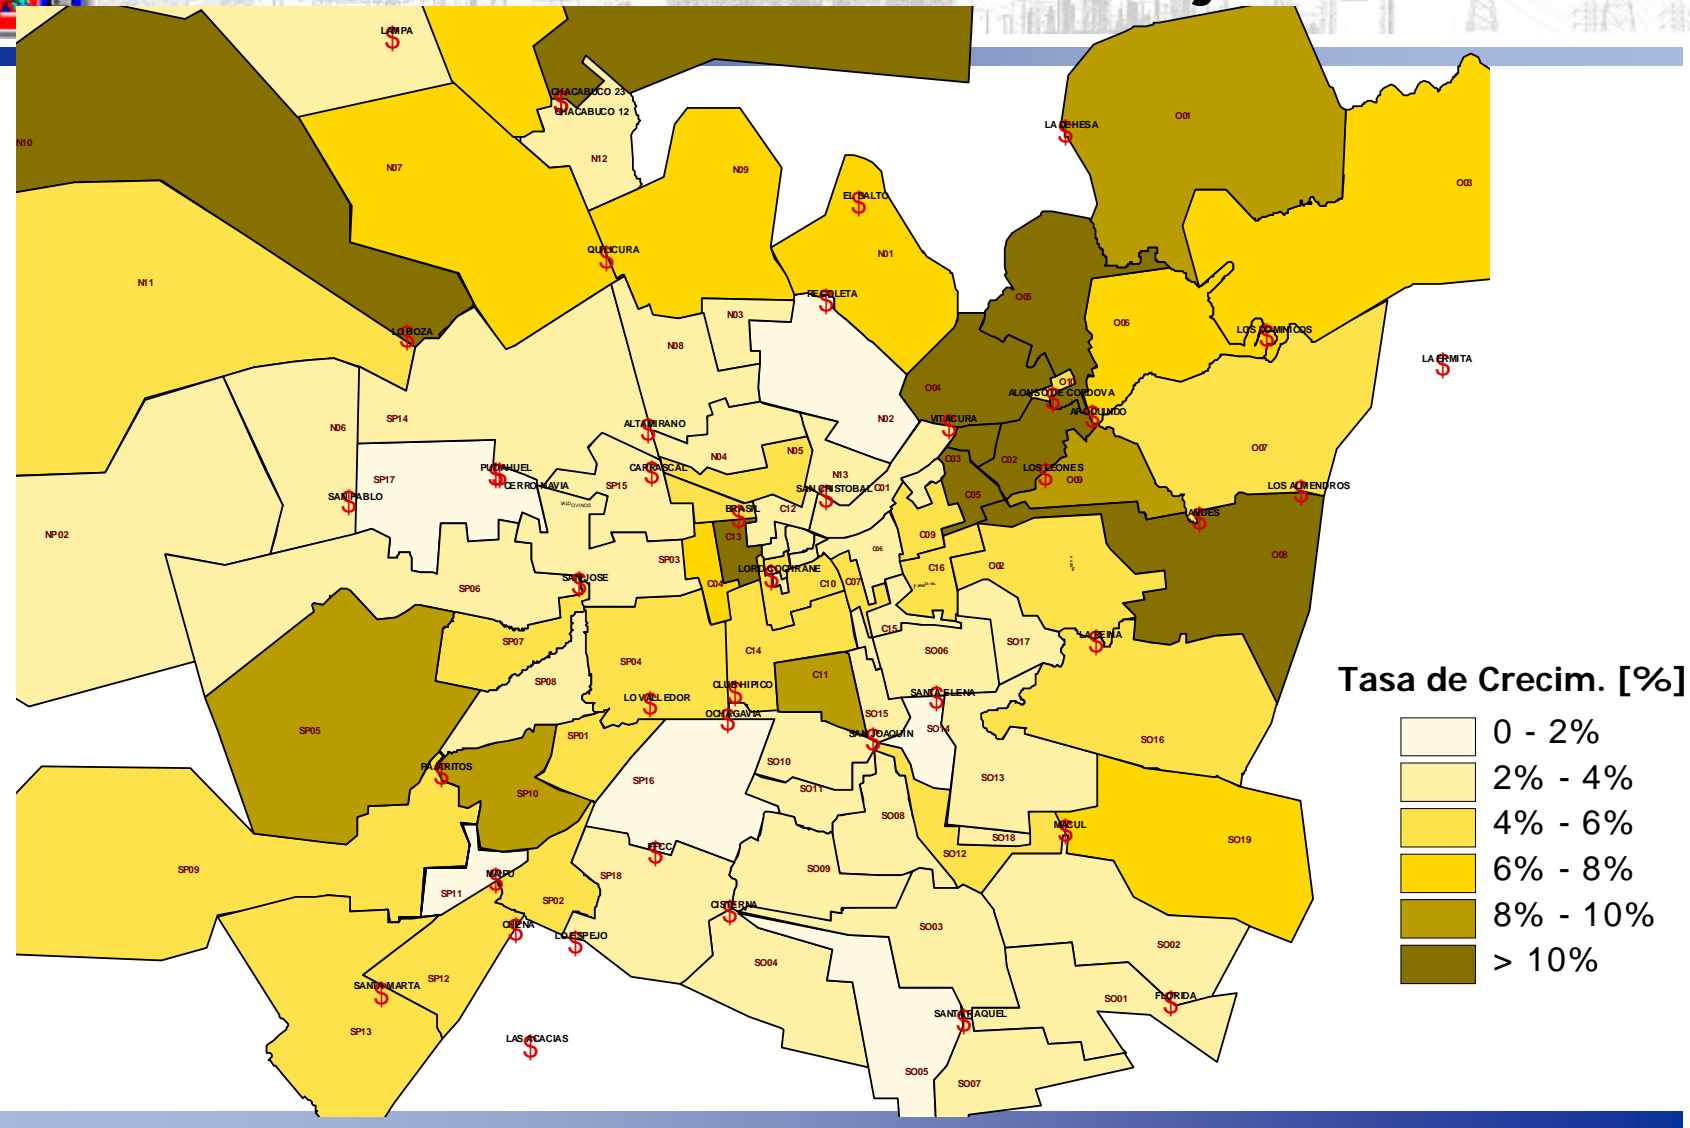 LAMPA
CHACABUCO 23
CHACABUCO 12
LA DEHESA
O01
N10
N12
N07
N09
O03
EL SALTO
QUILICURA
N01
N11
RECOLETA
O05
N03
O06
LO BOZA
LOS DOMINICOS
N08
LA ERMITA
O10
O04
ALONSO DE CORDOVA
APOQUINDO
SP14
N06
ALTAMIRANO
N02
VITACURA
O07
N04
N05
C03
C02
PUDAHUEL
CARRASCAL
LOS LEONES
SP17
N13
O09
CERRO NAVIA
SP15
SAN CRISTOBAL
C01
LOS ALMENDROS
SAN PABLO
C05
BRASIL
C12
ANDES
NP02
C13
C09
C06
O08
SP03
LORD COCHRANE
C16
O02
SAN JOSE
C04
C10
C07
SP06
C15
LA REINA
SP07
SO17
C14
SO06
SP04
C11
SP08
CLUB HIPICO
SANTA ELENA
Tasa de Crecim. [%]
LO VALLEDOR
OCHAGAVIA
SO15
SP05
SP01
SAN JOAQUIN
SO14
SO16
0 - 2%
SO10
PAJARITOS
SP16
SO13
2% - 4%
SP10
SO11
SO08
MACUL
4% - 6%
SO18
SO19
FFCC
SO12
SP09
MAIPU
SP18
SO09
6% - 8%
SP11
SP02
CISTERNA
8% - 10%
CHENA
SO03
LO ESPEJO
SO02
SO04
> 10%
SP12
SANTA MARTA
SO01
FLORIDA
SANTA RAQUEL
SP13
LAS ACACIAS
SO05
SO07